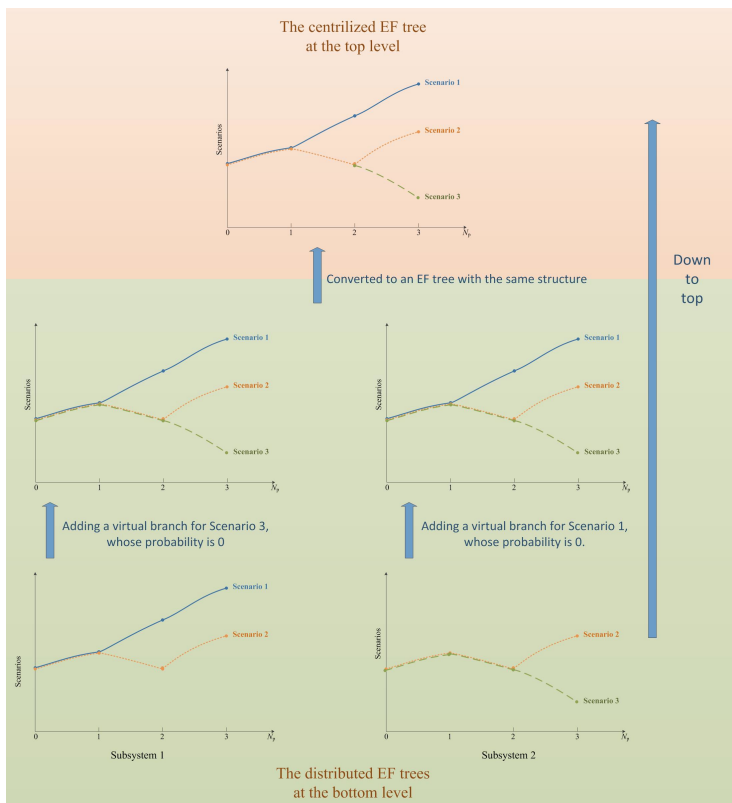 The centrilized EF tree
at the top level
Scenario 1
Scenario 2
Scenarios
Scenario 3
0 1 2 3 Np
Down
to
top
Converted to an EF tree with the same structure
Scenario 1
Scenario 2
Scenarios
Scenario 3
0 1 2 3 Np
Scenario 1
Scenario 2
Scenarios
Scenario 3
0 1 2 3 Np
Adding a virtual branch for Scenario 3,
whose probability is 0
Adding a virtual branch for Scenario 1,
whose probability is 0.
Scenario 1
Scenario 2
Scenarios
0 1 2 3 Np
Subsystem 1
Scenario 2
Scenarios
Scenario 3
0 1 2 3 Np
Subsystem 2
The distributed EF trees
at the bottom level